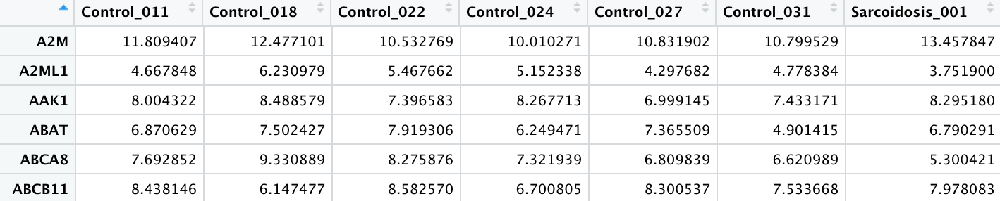 Control_011 Control_018 Control_022 Control_024 Control_027 Control_031 Sarcoidosis_001
A2M 11.809407 12.477101 10.532769 10.010271 10.831902 10.799529 13.457847
A2ML1 4.667848 6.230979 5.467662 5.152338 4.297682 4.778384 3.751900
AAK1 8.004322 8.488579 7.396583 8.267713 6.999145 7.433171 8.295180
ABAT 6.870629 7.502427 7.919306 6.249471 7.365509 4.901415 6.790291
ABCA8 7.692852 9.330889 8.275876 7.321939 6.809839 6.620989 5.300421
ABCB11 8.438146 6.147477 8.582570 6.700805 8.300537 7.533668 7.978083